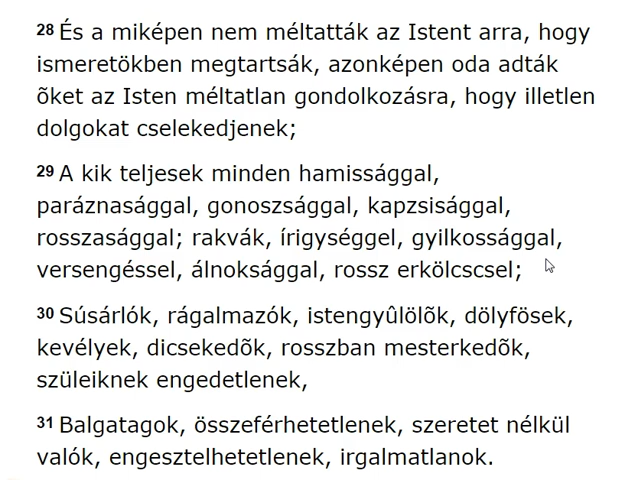 28 És a miképen nem méltatták az Istent arra, hogy
ismeretökben megtartsák, azonképen oda adták
õket az Isten méltatlan gondolkozásra, hogy illetlen
dolgokat cselekedjenek;
29 A kik teljesek minden hamissággal,
paráznasággal, gonoszsággal, kapzsisággal,
rosszasággal; rakvák, írigységgel, gyilkossággal,
versengéssel, álnoksággal, rossz erkölcscsel;
30 Súsárlók, rágalmazók, istengyûlölõk, dölyfösek,
kevélyek, dicsekedõk, rosszban mesterkedõk,
szüleiknek engedetlenek,
31 Balgatagok, összeférhetetlenek, szeretet nélkül
valók, engesztelhetetlenek, irgalmatlanok.